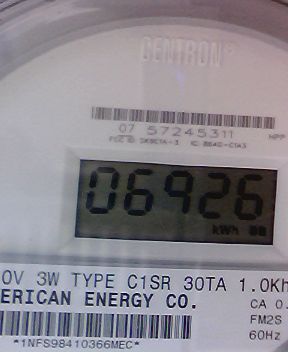 CENTRON®
07 57245311
06926
kWh
0V 3W TYPE C1SR 30TA 1.0Kh
ERICAN ENERGY CO.
CA 0.
FM2S
60Hz
*1NFS98410366MEC*